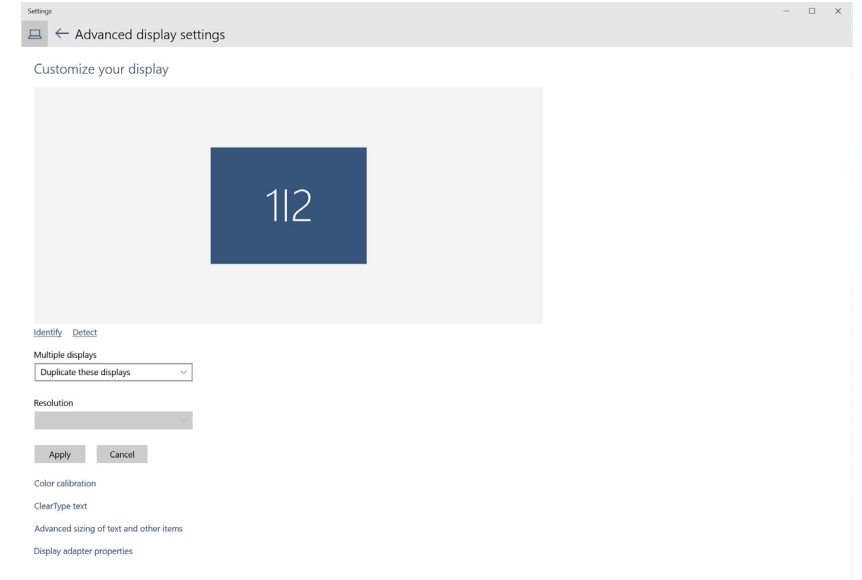 Settings
Advanced display settings
Customize your display
1|2
Identify Detect
Multiple displays
Duplicate these displays
Resolution
Apply Cancel
Color calibration
ClearType text
Advanced sizing of text and other items
Display adapter properties